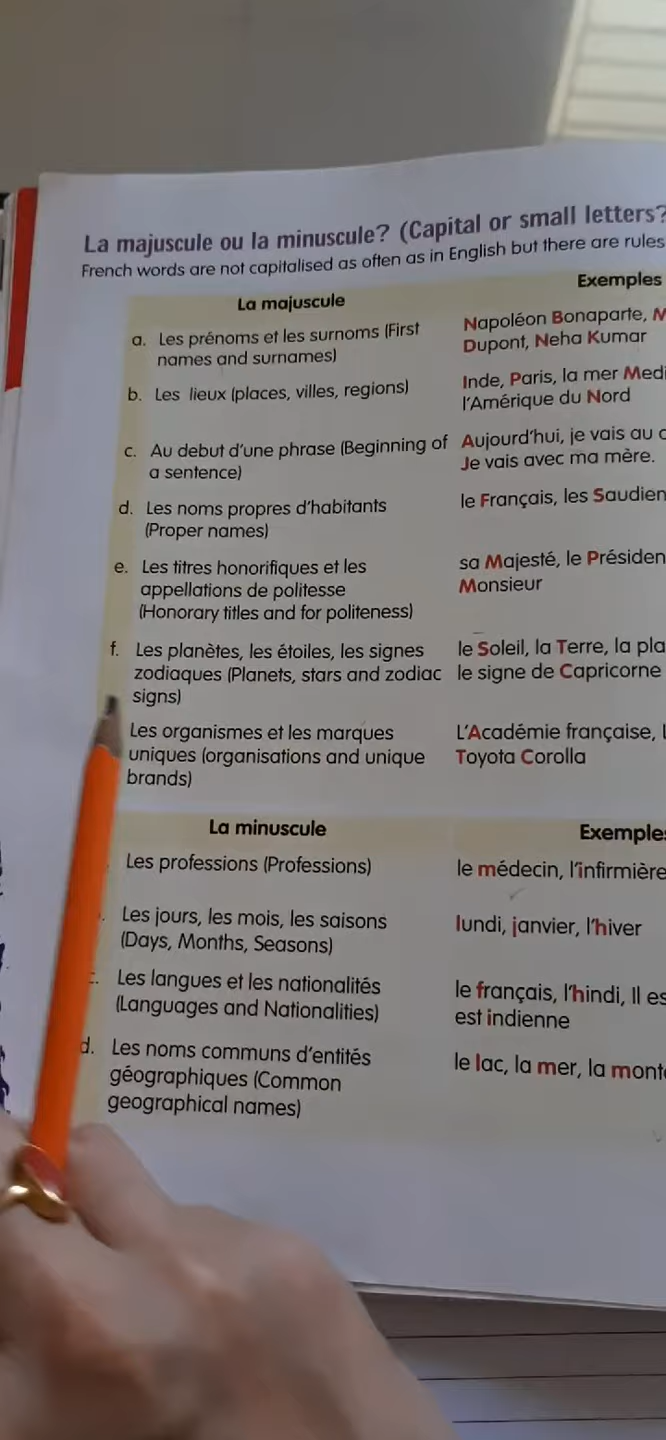 La majuscule ou la minuscule? (Capital or small letters?
French words are not capitalised as often as in English but there are rules
La majuscule
Exemples
a. Les prénoms et les surnoms (First
names and surnames)
Napoléon Bonaparte, M
Dupont, Neha Kumar
b. Les lieux (places, villes, regions)
Inde, Paris, la mer Medi
l'Amérique du Nord
c. Au debut d'une phrase (Beginning of
a sentence)
Aujourd'hui, je vais au
Je vais avec ma mère.
d. Les noms propres d'habitants
(Proper names)
le Français, les Saudien
e. Les titres honorifiques et les
appellations de politesse
(Honorary titles and for politeness)
sa Majesté, le Présiden
Monsieur
f. Les planètes, les étoiles, les signes
zodiaques (Planets, stars and zodiac
signs)
le Soleil, la Terre, la pla
le signe de Capricorne
Les organismes et les marques
uniques (organisations and unique
brands)
L'Académie française,
Toyota Corolla
La minuscule
Exemples
Les professions (Professions)
le médecin, l'infirmière
Les jours, les mois, les saisons
(Days, Months, Seasons)
lundi, janvier, l'hiver
Les langues et les nationalités
(Languages and Nationalities)
le français, l'hindi, Il es
est indienne
d. Les noms communs d'entités
géographiques (Common
geographical names)
le lac, la mer, la mont